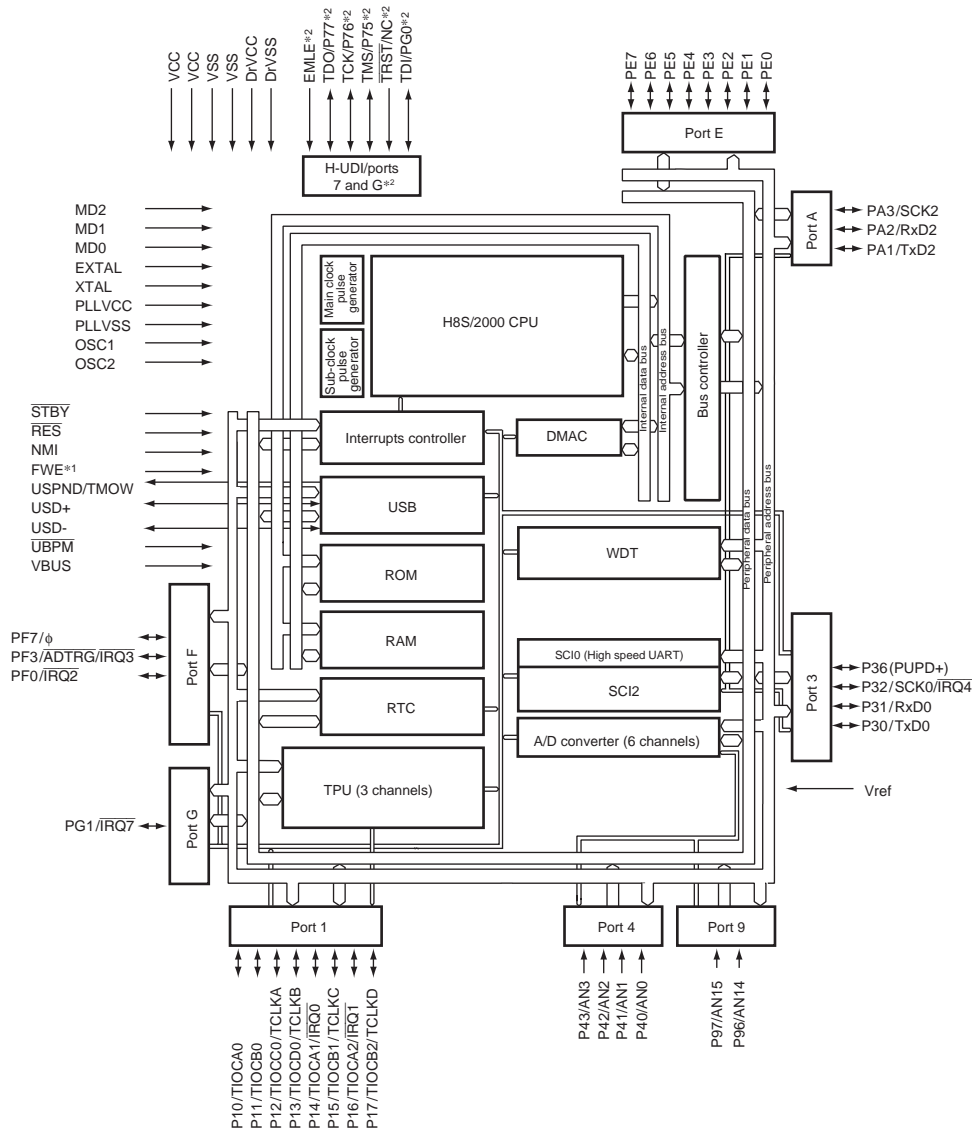 VCC
VCC
VSS
VSS
DrVCC
DrVSS
EMLE*2
TDO/P77*2
TCK/P76*2
TMS/P75*2
TRST/NC*2
TDI/PG0*2
PE7
PE6
PE5
PE4
PE3
PE2
PE1
PE0
H-UDI/ports
7 and G*2
Port E
MD2
MD1
MD0
EXTAL
XTAL
PLLVCC
PLLVSS
OSC1
OSC2
STBY
RES
NMI
FWE*1
USPND/TMOW
USD+
USD-
UBPM
VBUS
Port A
PA3/SCK2
PA2/RxD2
PA1/TxD2
Main clock
pulse
generator
Sub-clock
pulse
generator
H8S/2000 CPU
Internal data bus
Internal address bus
Bus controller
Interrupts controller
DMAC
USB
WDT
Peripheral data bus
Peripheral address bus
ROM
RAM
SCI0 (High speed UART)
SCI2
RTC
A/D converter (6 channels)
TPU (3 channels)
PF7/ϕ
PF3/ADTRG/IRQ3
PF0/IRQ2
Port F
PG1/IRQ7
Port G
Port 3
P36 (PUPD+)
P32/SCK0/IRQ4
P31/RxD0
P30/TxD0
Vref
Port 1
Port 4
Port 9
P10/TIOCA0
P11/TIOCB0
P12/TIOCC0/TCLKA
P13/TIOCD0/TCLKB
P14/TIOCA1/IRQ0
P15/TIOCB1/TCLKC
P16/TIOCA2/IRQ1
P17/TIOCB2/TCLKD
P43/AN3
P42/AN2
P41/AN1
P40/AN0
P97/AN15
P96/AN14